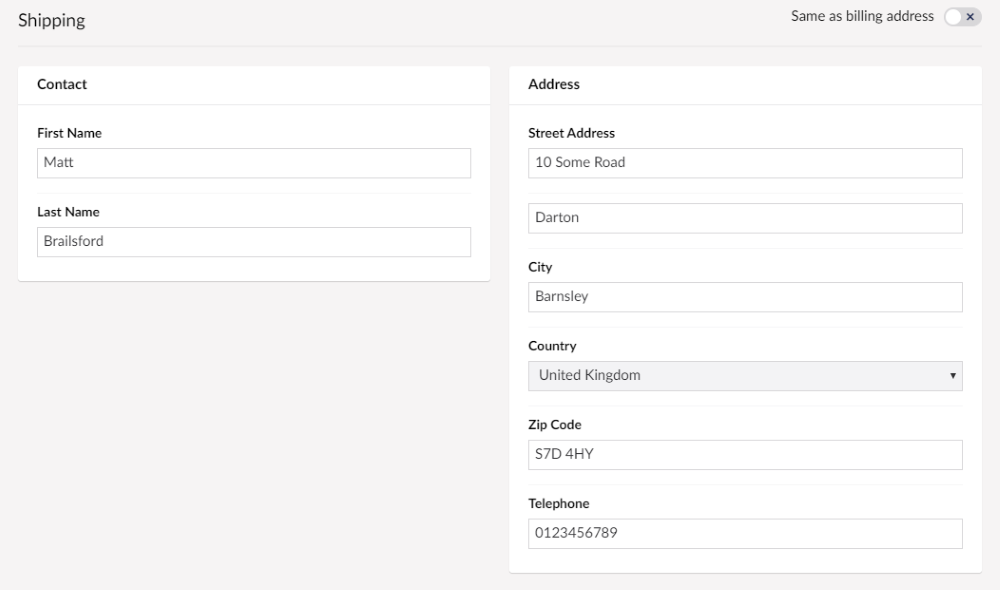 Shipping
Same as billing address
Contact
First Name
Matt
Last Name
Brailsford
Address
Street Address
10 Some Road
Darton
City
Barnsley
Country
United Kingdom
Zip Code
S7D 4HY
Telephone
0123456789